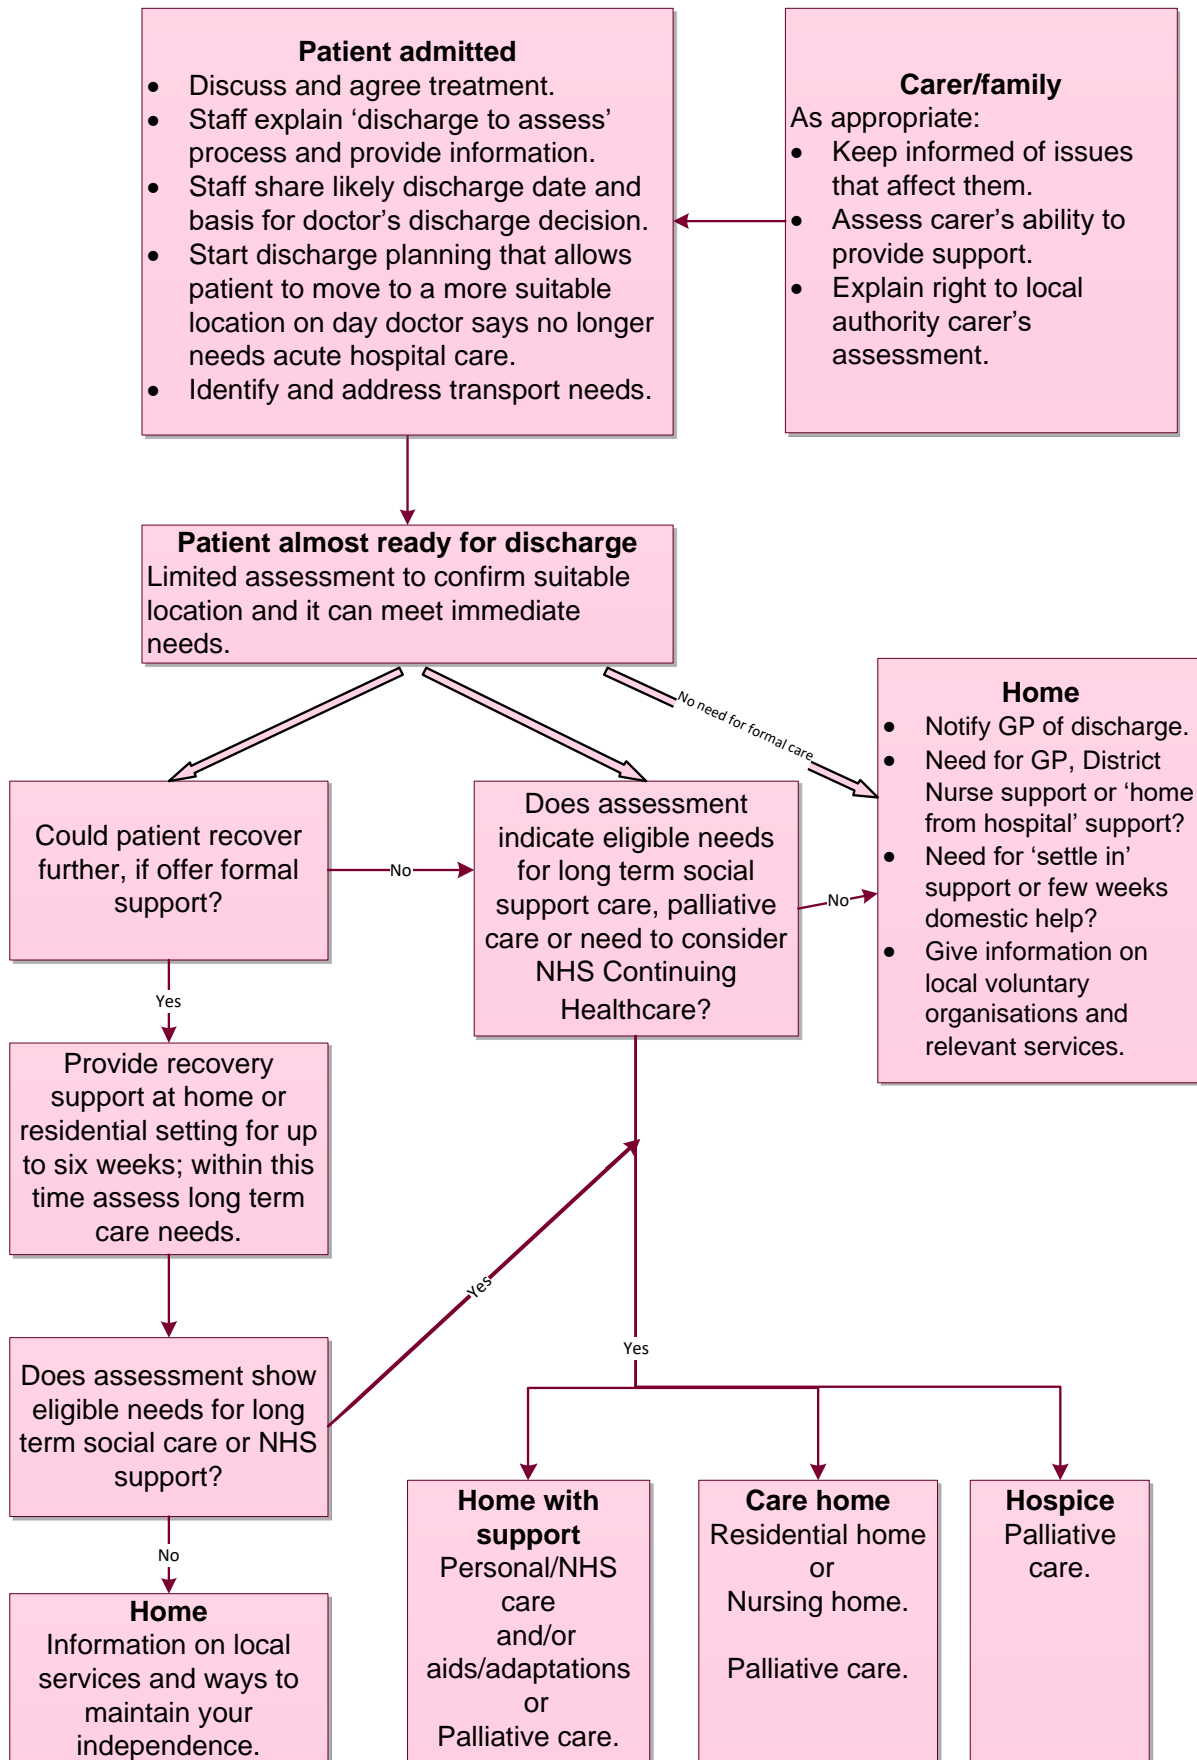 Patient admitted
• Discuss and agree treatment.
• Staff explain ‘discharge to assess’
process and provide information.
• Staff share likely discharge date and
basis for doctor’s discharge decision.
• Start discharge planning that allows
patient to move to a more suitable
location on day doctor says no longer
needs acute hospital care.
• Identify and address transport needs.
Carer/family
As appropriate:
• Keep informed of issues
that affect them.
• Assess carer’s ability to
provide support.
• Explain right to local
authority carer’s
assessment.
Patient almost ready for discharge
Limited assessment to confirm suitable
location and it can meet immediate
needs.
No need for formal care
Home
• Notify GP of discharge.
• Need for GP, District
Nurse support or ‘home
from hospital’ support?
• Need for ‘settle in’
support or few weeks
domestic help?
• Give information on
local voluntary
organisations and
relevant services.
Could patient recover
further, if offer formal
support?
No
Does assessment
indicate eligible needs
for long term social
support care, palliative
care or need to consider
NHS Continuing
Healthcare?
No
Yes
Provide recovery
support at home or
residential setting for up
to six weeks; within this
time assess long term
care needs.
Yes
Does assessment show
eligible needs for long
term social care or NHS
support?
Yes
No
Home
Information on local
services and ways to
maintain your
independence.
Home with
support
Personal/NHS
care
and/or
aids/adaptations
or
Palliative care.
Care home
Residential home
or
Nursing home.
Palliative care.
Hospice
Palliative
care.